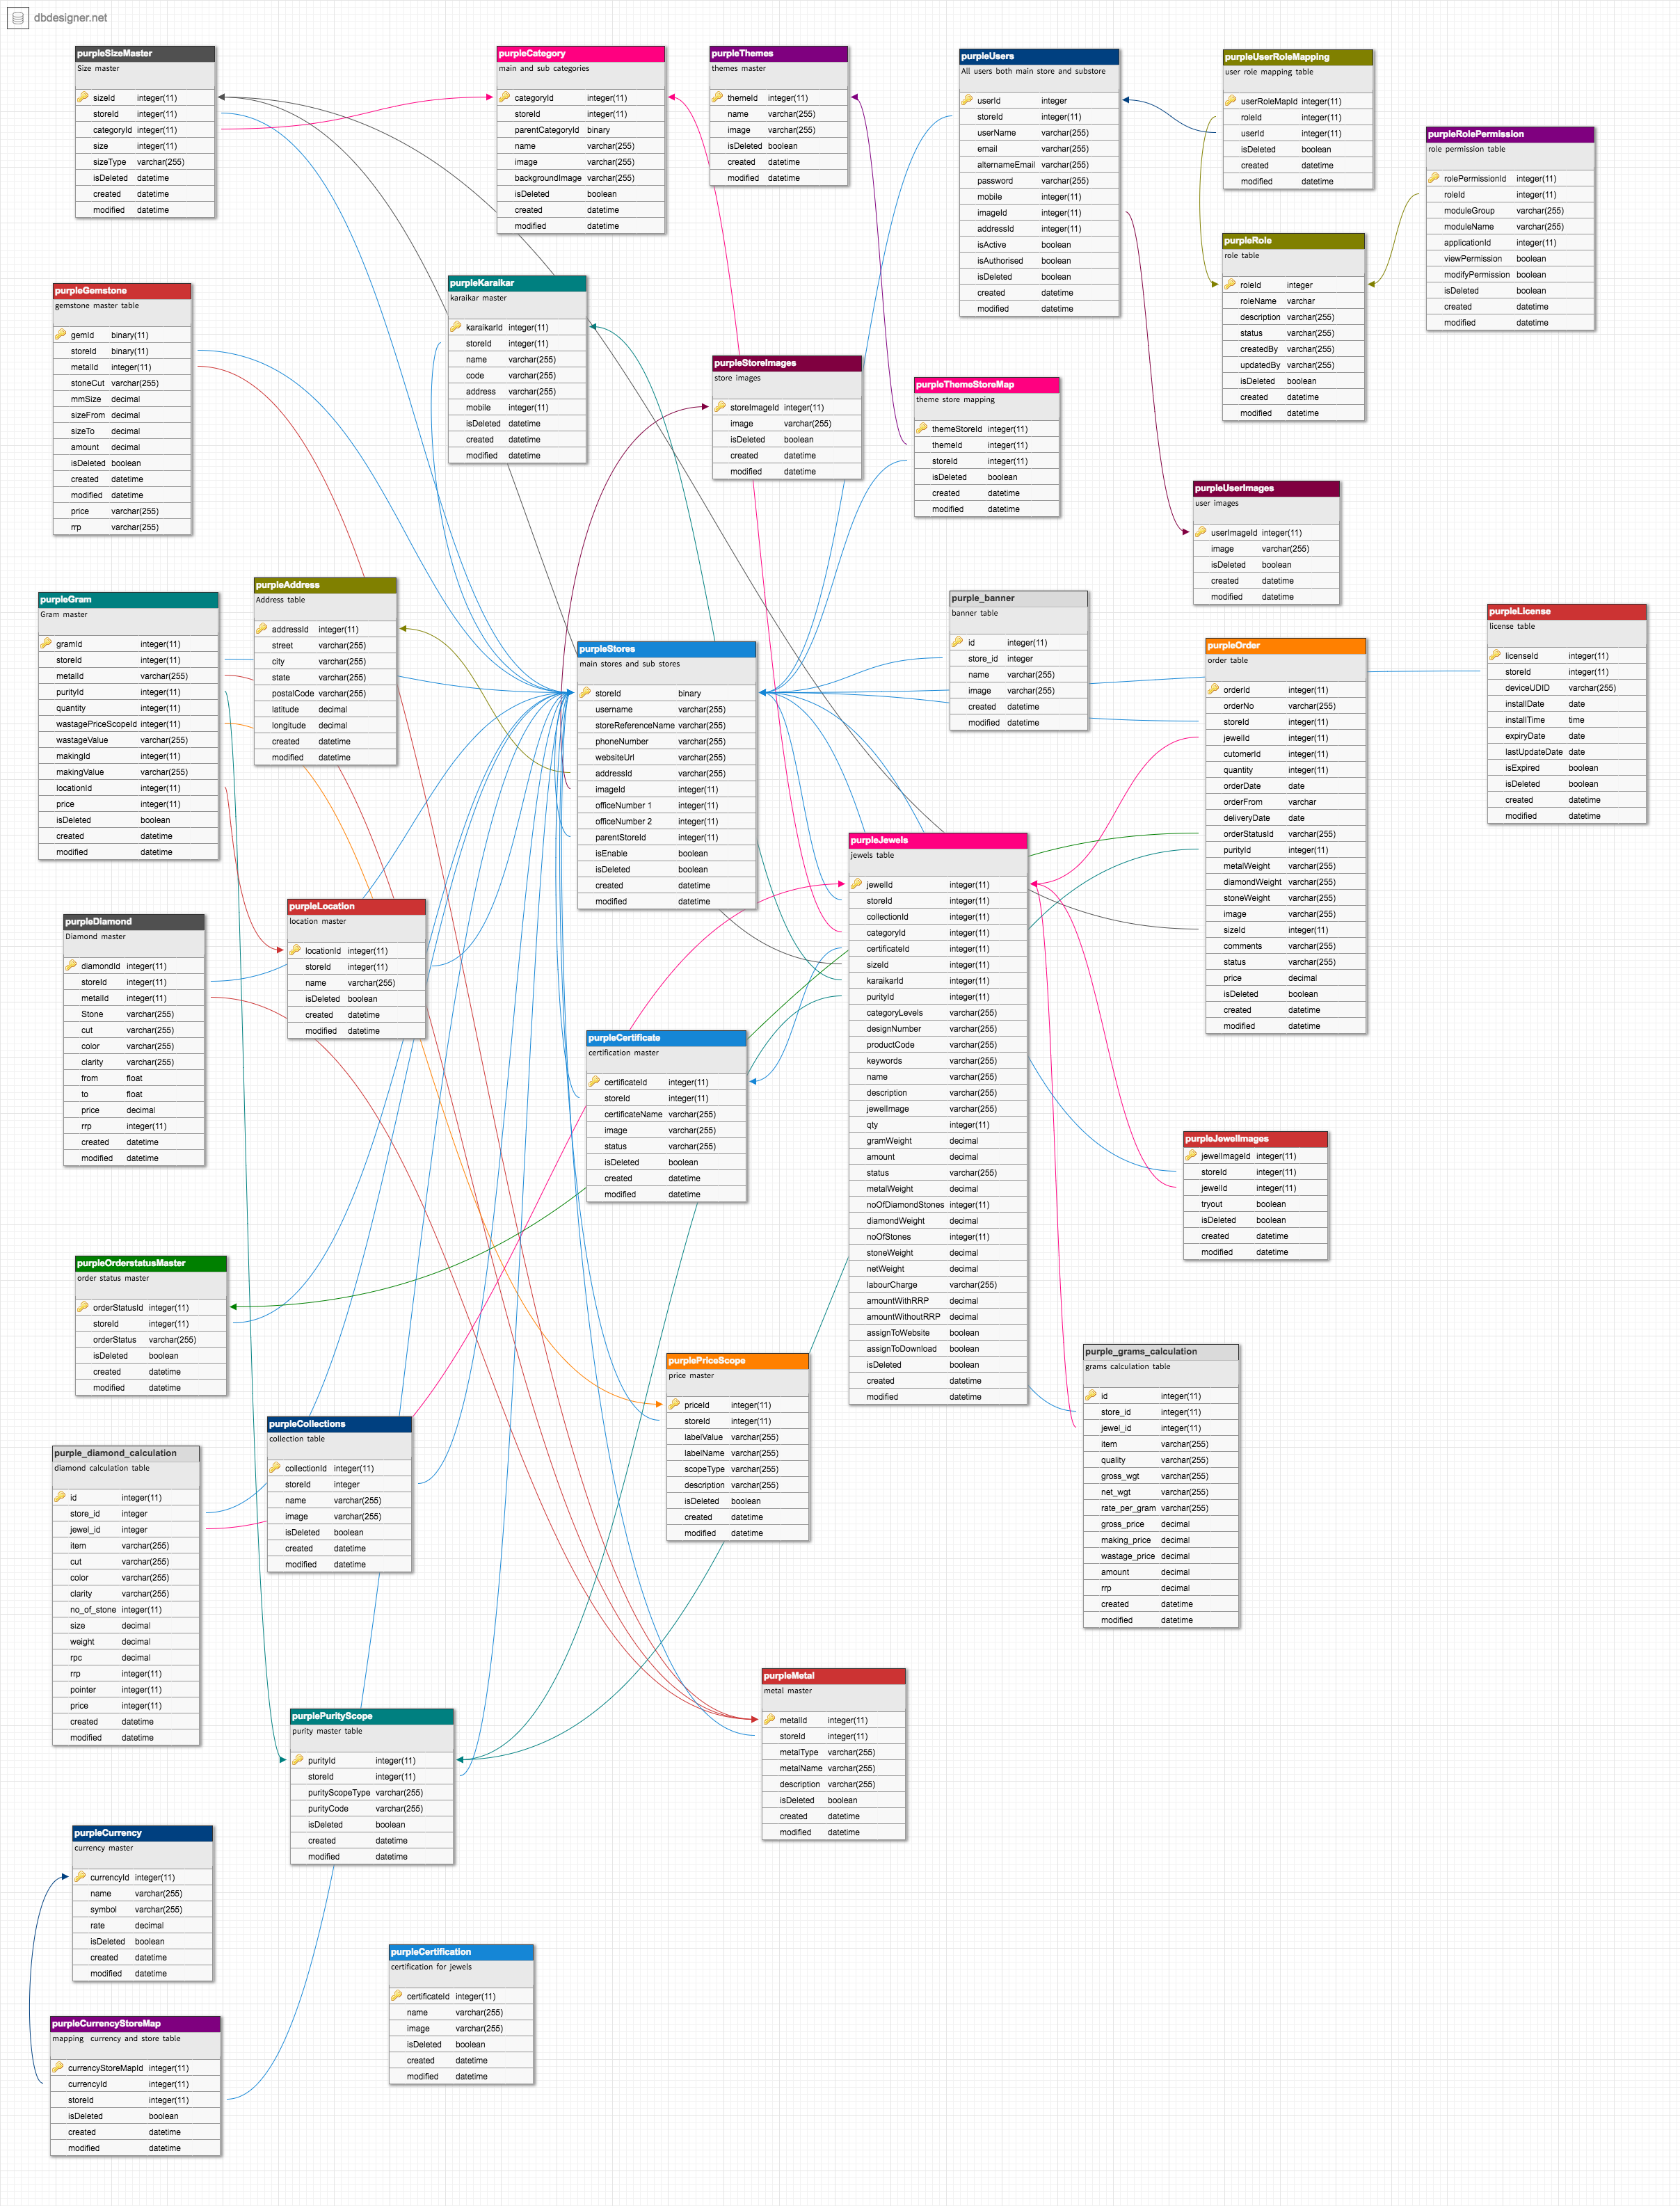 dbdesigner.net
purpleSizeMaster
Size master
sizeId integer(11)
storeId integer(11)
categoryId integer(11)
size integer(11)
sizeType varchar(255)
isDeleted datetime
created datetime
modified datetime
purpleCategory
main and sub categories
categoryId integer(11)
storeId integer(11)
parentCategoryId binary
name varchar(255)
image varchar(255)
backgroundImage varchar(255)
isDeleted boolean
created datetime
modified datetime
purpleThemes
themes master
themeId integer(11)
name varchar(255)
image varchar(255)
isDeleted boolean
created datetime
modified datetime
purpleUsers
All users both main store and substore
userId integer
storeId integer(11)
userName varchar(255)
email varchar(255)
alternameEmail varchar(255)
password varchar(255)
mobile integer(11)
imageId integer(11)
addressId integer(11)
isActive boolean
isAuthorised boolean
isDeleted boolean
created datetime
modified datetime
purpleUserRoleMapping
user role mapping table
userRoleMapId integer(11)
roleId integer(11)
userId integer(11)
isDeleted boolean
created datetime
modified datetime
purpleRolePermission
role permission table
rolePermissionId integer(11)
roleId integer(11)
moduleGroup varchar(255)
moduleName varchar(255)
applicationId integer(11)
viewPermission boolean
modifyPermission boolean
isDeleted boolean
created datetime
modified datetime
purpleRole
role table
roleId integer
roleName varchar
description varchar(255)
status varchar(255)
createdBy varchar(255)
updatedBy varchar(255)
isDeleted boolean
created datetime
modified datetime
purpleGemstone
gemstone master table
gemId binary(11)
storeId binary(11)
metalId integer(11)
stoneCut varchar(255)
mmSize decimal
sizeFrom decimal
sizeTo decimal
amount decimal
isDeleted boolean
created datetime
modified datetime
price varchar(255)
rrp varchar(255)
purpleKaraikar
karaikar master
karaikarId integer(11)
storeId integer(11)
name varchar(255)
code varchar(255)
address varchar(255)
mobile integer(11)
isDeleted datetime
created datetime
modified datetime
purpleStoreImages
store images
storeImageId integer(11)
image varchar(255)
isDeleted boolean
created datetime
modified datetime
purpleThemeStoreMap
theme store mapping
themeStoreId integer(11)
themeId integer(11)
storeId integer(11)
isDeleted boolean
created datetime
modified datetime
purpleUserImages
user images
userImageId integer(11)
image varchar(255)
isDeleted boolean
created datetime
modified datetime
purpleGram
Gram master
gramId integer(11)
storeId integer(11)
metalId varchar(255)
purityId integer(11)
quantity integer(11)
wastagePriceScopeId integer(11)
wastageValue varchar(255)
makingId integer(11)
makingValue varchar(255)
locationId integer(11)
price integer(11)
isDeleted boolean
created datetime
modified datetime
purpleAddress
Address table
addressId integer(11)
street varchar(255)
city varchar(255)
state varchar(255)
postalCode varchar(255)
latitude decimal
longitude decimal
created datetime
modified datetime
purpleStores
main stores and sub stores
storeId binary
username varchar(255)
storeReferenceName varchar(255)
phoneNumber varchar(255)
websiteUrl varchar(255)
addressId varchar(255)
imageId integer(11)
officeNumber 1 integer(11)
officeNumber 2 integer(11)
parentStoreId integer(11)
isEnable boolean
isDeleted boolean
created datetime
modified datetime
purple_banner
banner table
id integer(11)
store_id integer
name varchar(255)
image varchar(255)
created datetime
modified datetime
purpleOrder
order table
orderId integer(11)
orderNo varchar(255)
storeId integer(11)
jewelId integer(11)
cutomerId integer(11)
quantity integer(11)
orderDate date
orderFrom varchar
deliveryDate date
orderStatusId varchar(255)
purityId integer(11)
metalWeight varchar(255)
diamondWeight varchar(255)
stoneWeight varchar(255)
image varchar(255)
sizeId integer(11)
comments varchar(255)
status varchar(255)
price decimal
isDeleted boolean
created datetime
modified datetime
purpleLicense
license table
licenseId integer(11)
storeId integer(11)
deviceUDID varchar(255)
installDate date
installTime time
expiryDate date
lastUpdateDate date
isExpired boolean
isDeleted boolean
created datetime
modified datetime
purpleJewels
jewels table
jewelId integer(11)
storeId integer(11)
collectionId integer(11)
categoryId integer(11)
certificateId integer(11)
sizeId integer(11)
karaikarId integer(11)
purityId integer(11)
categoryLevels varchar(255)
designNumber varchar(255)
productCode varchar(255)
keywords varchar(255)
name varchar(255)
description varchar(255)
jewelImage varchar(255)
qty integer(11)
gramWeight decimal
amount decimal
status varchar(255)
metalWeight decimal
noOfDiamondStones integer(11)
diamondWeight decimal
noOfStones integer(11)
stoneWeight decimal
netWeight decimal
labourCharge varchar(255)
amountWithRRP decimal
amountWithoutRRP decimal
assignToWebsite boolean
assignToDownload boolean
isDeleted boolean
created datetime
modified datetime
purpleDiamond
Diamond master
diamondId integer(11)
storeId integer(11)
metalId integer(11)
Stone varchar(255)
cut varchar(255)
color varchar(255)
clarity varchar(255)
from float
to float
price decimal
rrp integer(11)
created datetime
modified datetime
purpleLocation
location master
locationId integer(11)
storeId integer(11)
name varchar(255)
isDeleted boolean
created datetime
modified datetime
purpleCertificate
certification master
certificateId integer(11)
storeId integer(11)
certificateName varchar(255)
image varchar(255)
status varchar(255)
isDeleted boolean
created datetime
modified datetime
purpleJewelImages
jewelImageId integer(11)
storeId integer(11)
jewelId integer(11)
tryout boolean
isDeleted boolean
created datetime
modified datetime
purpleOrderstatusMaster
order status master
orderStatusId integer(11)
storeId integer(11)
orderStatus varchar(255)
isDeleted boolean
created datetime
modified datetime
purplePriceScope
price master
priceId integer(11)
storeId integer(11)
labelValue varchar(255)
labelName varchar(255)
scopeType varchar(255)
description varchar(255)
isDeleted boolean
created datetime
modified datetime
purple_grams_calculation
grams calculation table
id integer(11)
store_id integer(11)
jewel_id integer(11)
item varchar(255)
quality varchar(255)
gross_wgt varchar(255)
net_wgt varchar(255)
rate_per_gram varchar(255)
gross_price decimal
making_price decimal
wastage_price decimal
amount decimal
rrp decimal
created datetime
modified datetime
purpleCollections
collection table
collectionId integer(11)
storeId integer
name varchar(255)
image varchar(255)
isDeleted boolean
created datetime
modified datetime
purple_diamond_calculation
diamond calculation table
id integer(11)
store_id integer
jewel_id integer
item varchar(255)
cut varchar(255)
color varchar(255)
clarity varchar(255)
no_of_stone integer(11)
size decimal
weight decimal
rpc decimal
rrp integer(11)
pointer integer(11)
price integer(11)
created datetime
modified datetime
purpleMetal
metal master
metalId integer(11)
storeId integer(11)
metalType varchar(255)
metalName varchar(255)
description varchar(255)
isDeleted boolean
created datetime
modified datetime
purplePurityScope
purity master table
purityId integer(11)
storeId integer(11)
purityScopeType varchar(255)
purityCode varchar(255)
isDeleted boolean
created datetime
modified datetime
purpleCurrency
currency master
currencyId integer(11)
name varchar(255)
symbol varchar(255)
rate decimal
isDeleted boolean
created datetime
modified datetime
purpleCertification
certification for jewels
certificateId integer(11)
name varchar(255)
image varchar(255)
isDeleted boolean
created datetime
modified datetime
purpleCurrencyStoreMap
mapping currency and store table
currencyStoreMapId integer(11)
currencyId integer(11)
storeId integer(11)
isDeleted boolean
created datetime
modified datetime